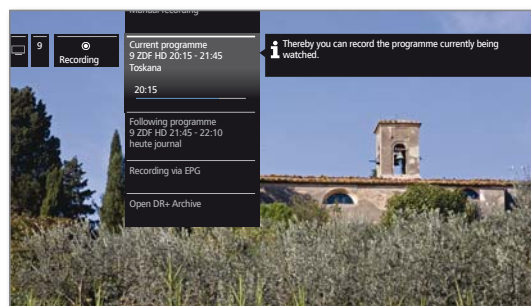 Manual recording
9
Recording
Current programme
9 ZDF HD 20:15 - 21:45
Toskana
20:15
Following programme
9 ZDF HD 21:45 - 22:10
heute journal
Recording via EPG
Open DR+ Archive
Thereby you can record the programme currently being
watched.